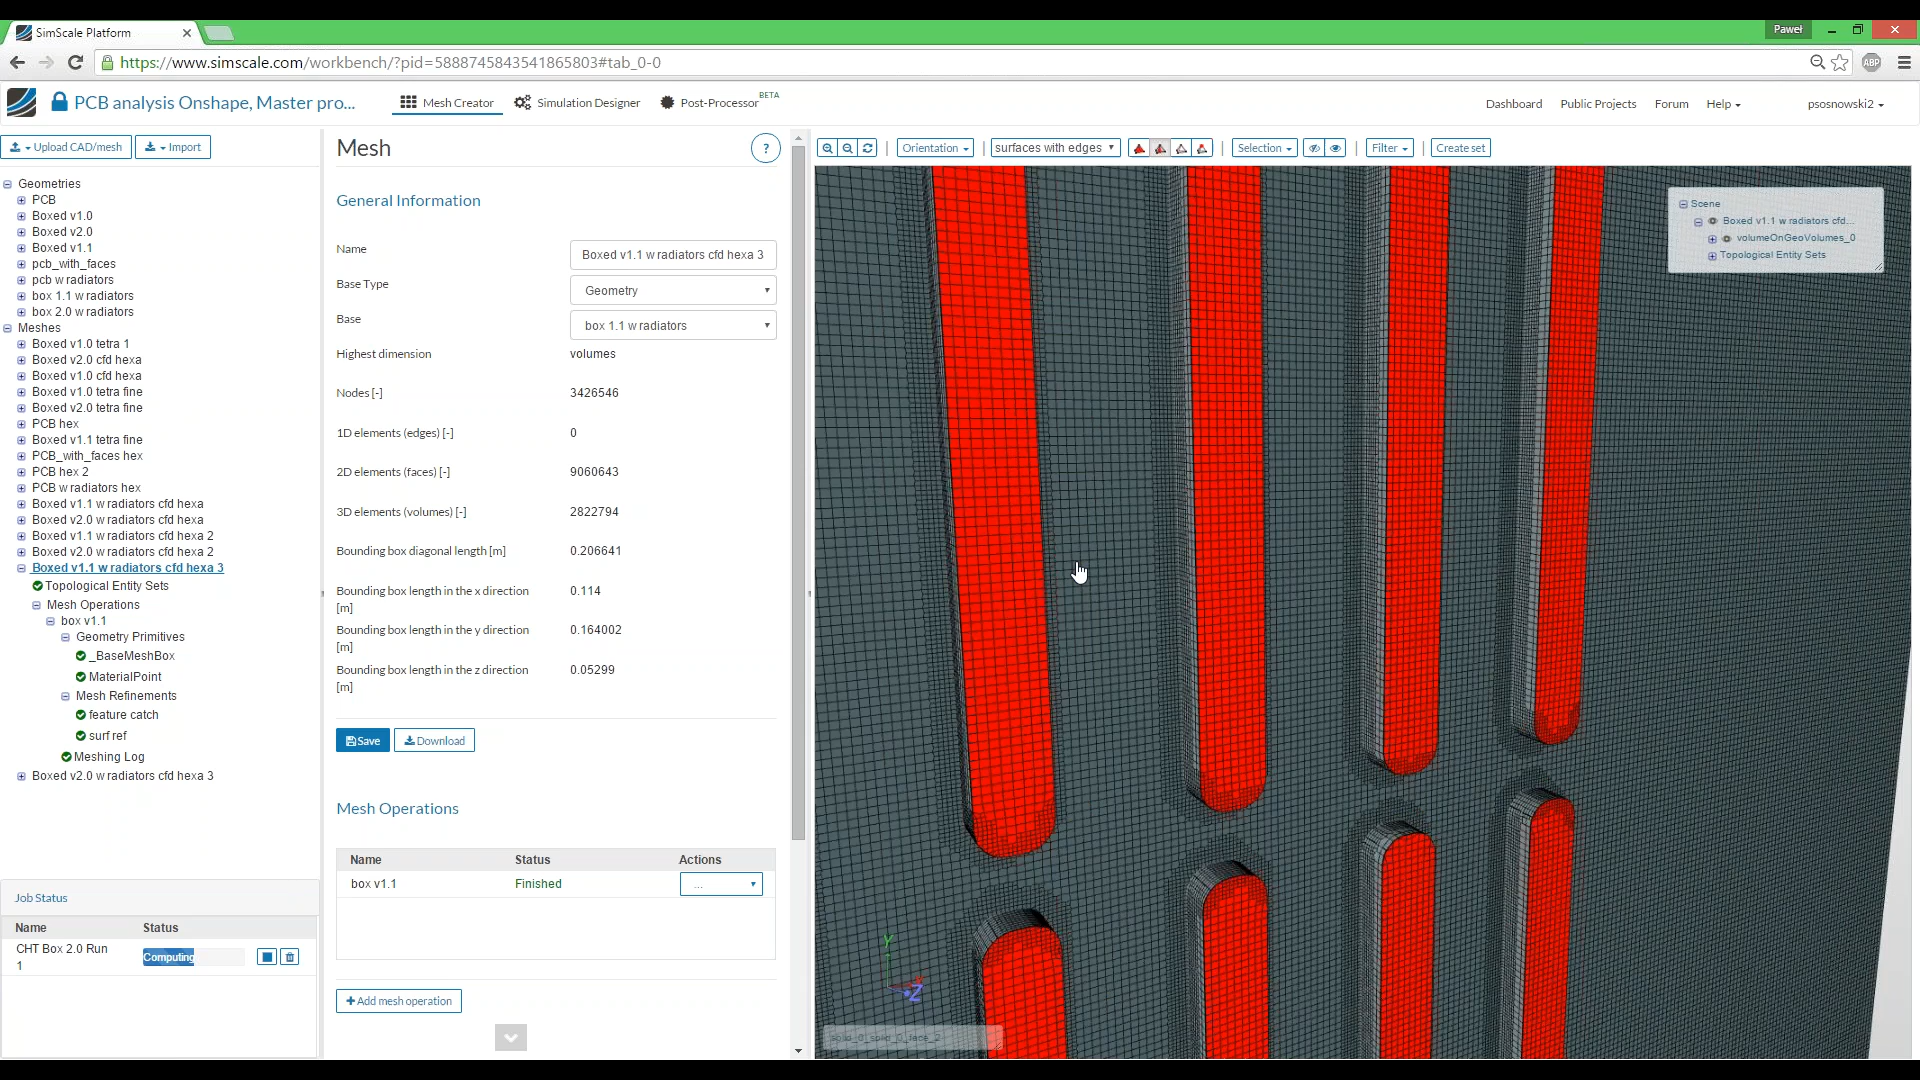 SimScale Platform
Paweł
https://www.simscale.com/workbench/?pid=5888745843541865803#tab_0-0
ABP
PCB analysis Onshape, Master pro...
Mesh Creator
Simulation Designer
Post-Processor
BETA
Dashboard
Public Projects
Forum
Help
psosnowski2
Upload CAD/mesh
Import
Geometries
PCB
Boxed v1.0
Boxed v2.0
Boxed v1.1
pcb_with_faces
pcb w radiators
box 1.1 w radiators
box 2.0 w radiators
Meshes
Boxed v1.0 tetra 1
Boxed v2.0 cfd hexa
Boxed v1.0 cfd hexa
Boxed v1.0 tetra fine
Boxed v2.0 tetra fine
PCB hex
Boxed v1.1 tetra fine
PCB_with_faces hex
PCB hex 2
PCB w radiators hex
Boxed v1.1 w radiators cfd hexa
Boxed v2.0 w radiators cfd hexa
Boxed v1.1 w radiators cfd hexa 2
Boxed v2.0 w radiators cfd hexa 2
Boxed v1.1 w radiators cfd hexa 3
Topological Entity Sets
Mesh Operations
box v1.1
Geometry Primitives
_BaseMeshBox
MaterialPoint
Mesh Refinements
feature catch
surf ref
Meshing Log
Boxed v2.0 w radiators cfd hexa 3
Job Status
Name Status
CHT Box 2.0 Run
1
Computing
Mesh
?
General Information
Name Boxed v1.1 w radiators cfd hexa 3
Base Type Geometry
Base box 1.1 w radiators
Highest dimension volumes
Nodes [-] 3426546
1D elements (edges) [-] 0
2D elements (faces) [-] 9060643
3D elements (volumes) [-] 2822794
Bounding box diagonal length [m] 0.206641
Bounding box length in the x direction 0.114
[m]
Bounding box length in the y direction 0.164002
[m]
Bounding box length in the z direction 0.05299
[m]
Save
Download
Mesh Operations
Name Status Actions
box v1.1 Finished ...
+ Add mesh operation
Orientation
surfaces with edges
Selection
Filter
Create set
Scene
Boxed v1.1 w radiators cfd...
volumeOnGeoVolumes_0
Topological Entity Sets
Y
Z
solid_0_solid_0_face_2